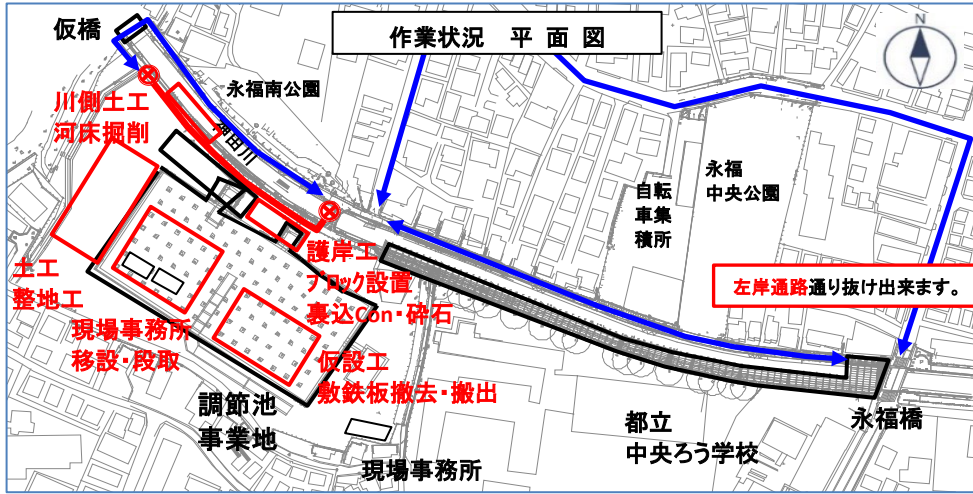 作業状況 平面図
N
仮橋
永福南公園
川側土工
河床掘削
神田川
永福
中央公園
自転
車集
積所
左岸通路通り抜け出来ます。
護岸工
ブロック設置
裏込Con・砕石
土工
整地工
現場事務所
移設・段取
仮設工
敷鉄板撤去・搬出
調節池
事業地
都立
中央ろう学校
永福橋
現場事務所